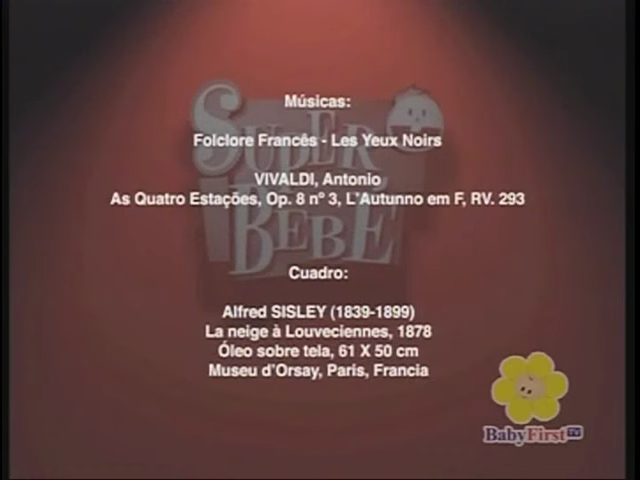 Músicas:
Folclore Francês - Les Yeux Noirs
VIVALDI, Antonio
As Quatro Estações, Op. 8 nº 3, L'Autunno em F, RV. 293
SUPER
BEBÉ
Cuadro:
Alfred SISLEY (1839-1899)
La neige à Louveciennes, 1878
Óleo sobre tela, 61 X 50 cm
Museu d'Orsay, Paris, Francia
BabyFirst TV